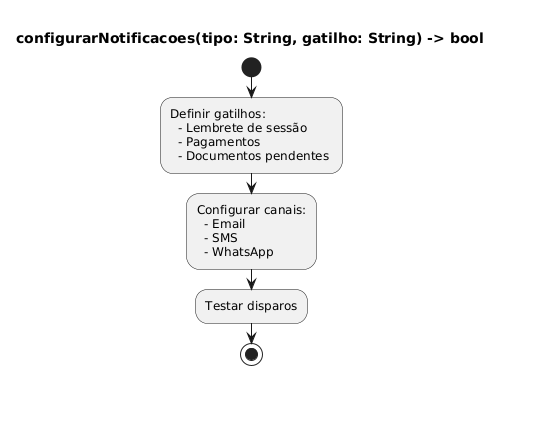 configurarNotificacoes(tipo: String, gatilho: String) -> bool
Definir gatilhos:
- Lembrete de sessão
- Pagamentos
- Documentos pendentes
Configurar canais:
- Email
- SMS
- WhatsApp
Testar disparos